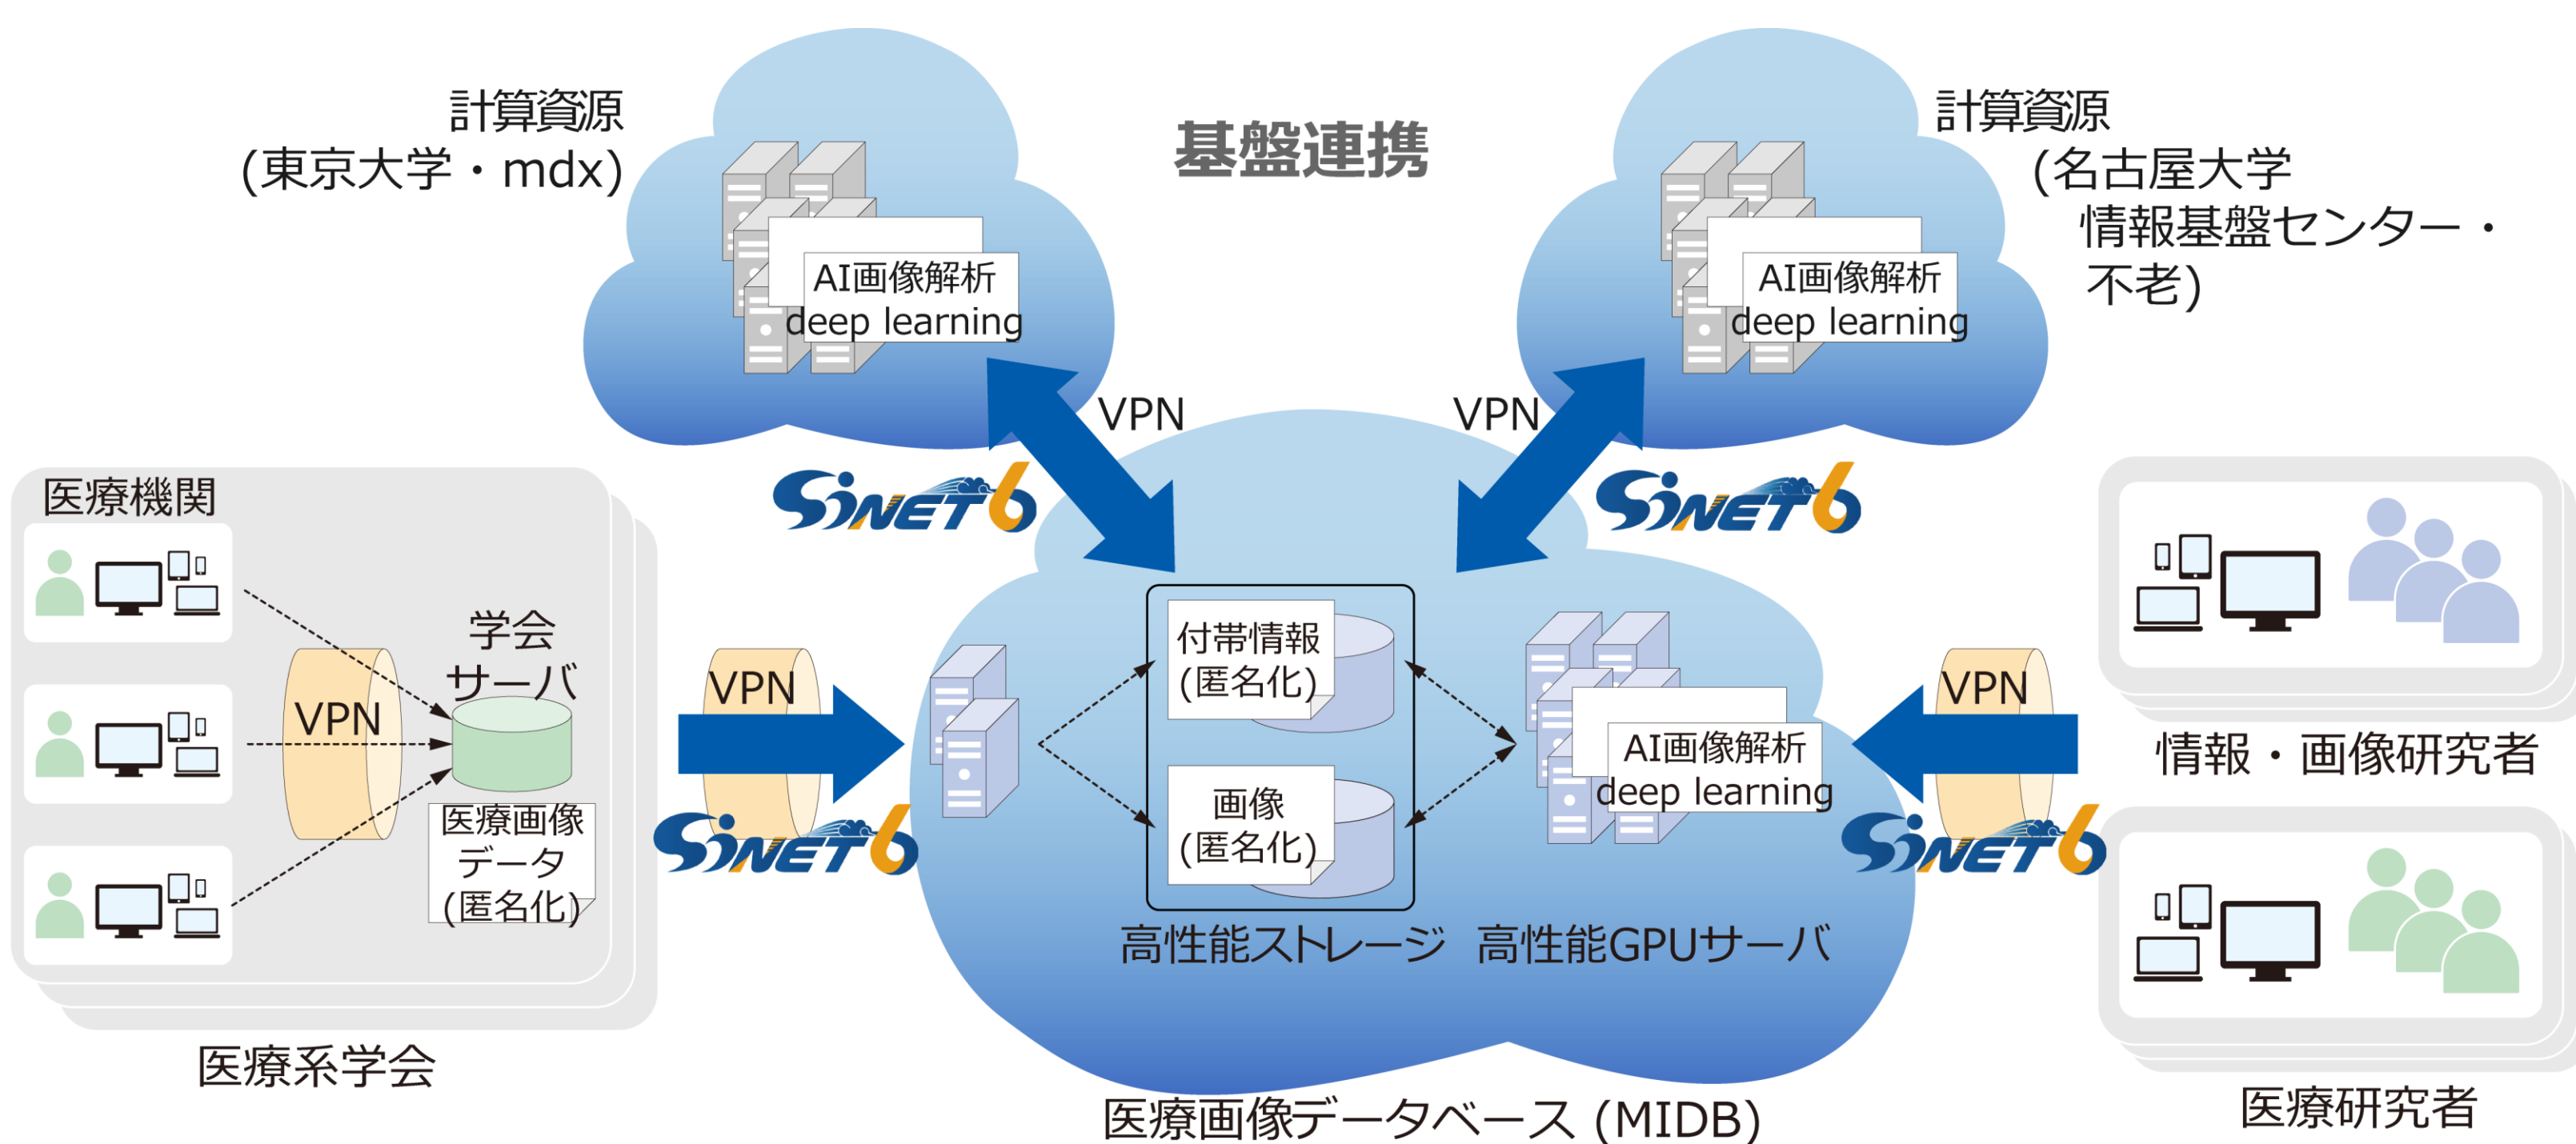 計算資源
(東京大学・mdx)
基盤連携
計算資源
(名古屋大学
情報基盤センター・
不老)
AI画像解析
deep learning
AI画像解析
deep learning
VPN
VPN
SiNET6
SiNET6
医療機関
学会
サーバ
VPN
医療画像
データ
(匿名化)
医療系学会
VPN
SiNET6
付帯情報
(匿名化)
画像
(匿名化)
高性能ストレージ
AI画像解析
deep learning
高性能GPUサーバ
医療画像データベース (MIDB)
VPN
SiNET6
情報・画像研究者
医療研究者